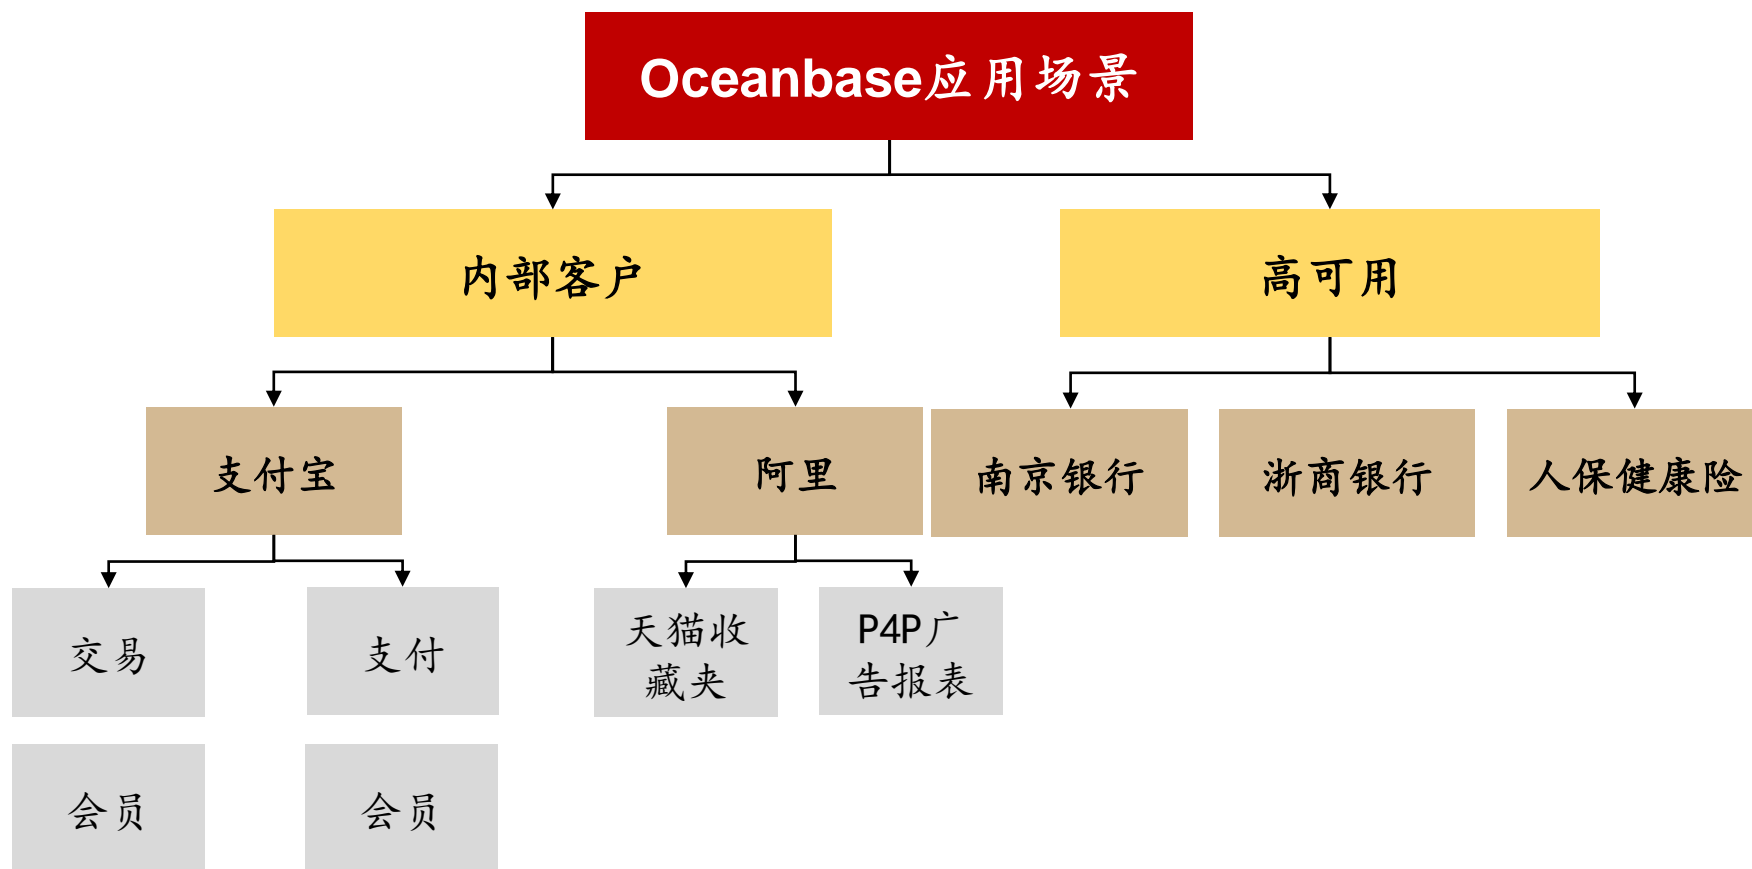 Oceanbase应用场景
内部客户
高可用
支付宝
阿里
南京银行
浙商银行
人保健康险
交易
支付
天猫收
藏夹
P4P广
告报表
会员
会员